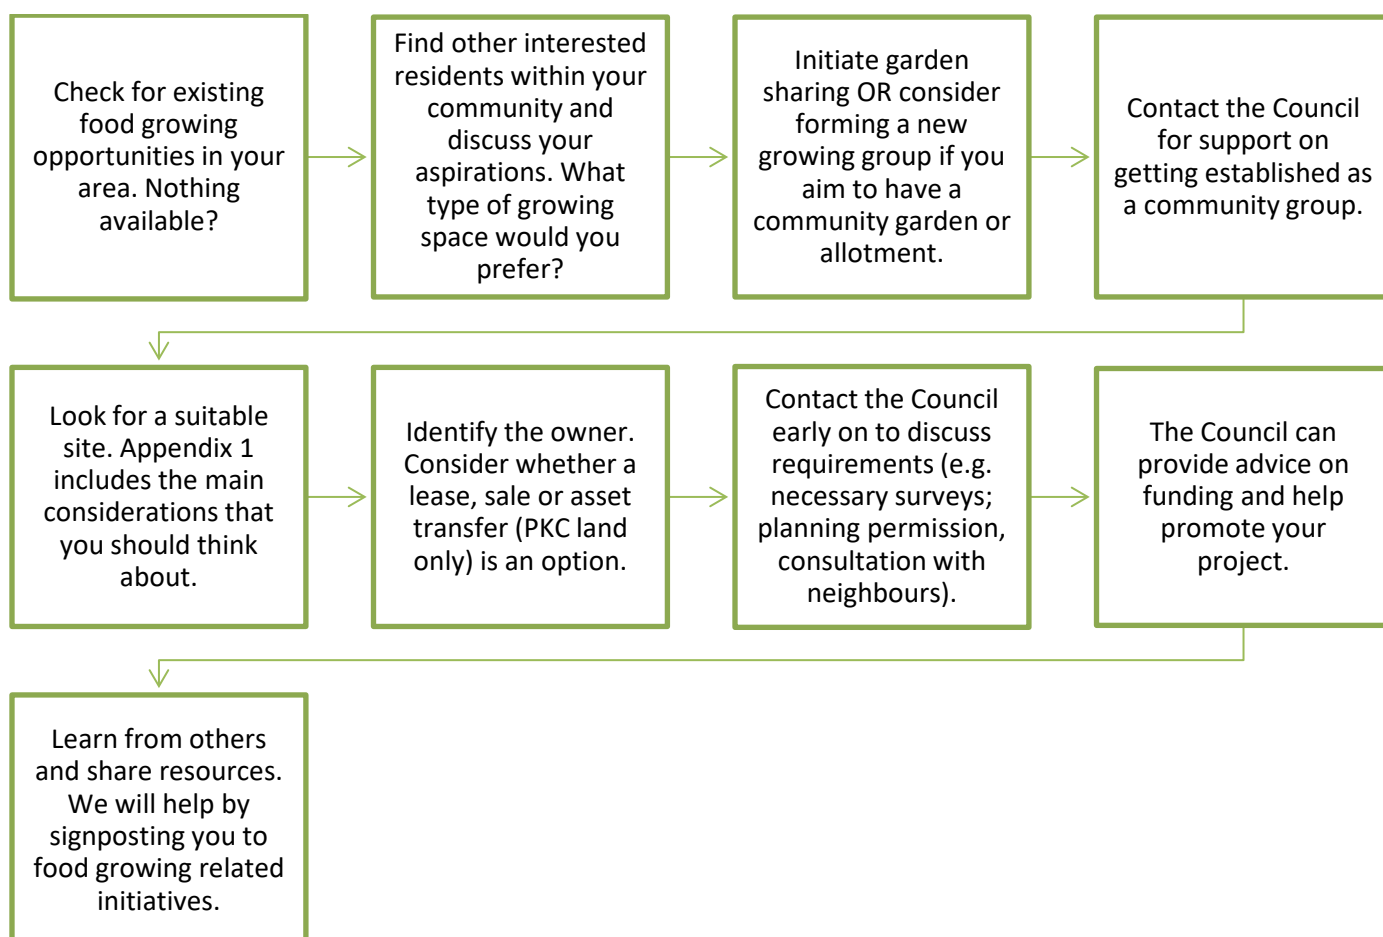 Check for existing
food growing
opportunities in your
area. Nothing
available?
Find other interested
residents within your
community and
discuss your
aspirations. What
type of growing
space would you
prefer?
Initiate garden
sharing OR consider
forming a new
growing group if you
aim to have a
community garden or
allotment.
Contact the Council
for support on
getting established as
a community group.
Look for a suitable
site. Appendix 1
includes the main
considerations that
you should think
about.
Identify the owner.
Consider whether a
lease, sale or asset
transfer (PKC land
only) is an option.
Contact the Council
early on to discuss
requirements (e.g.
necessary surveys;
planning permission,
consultation with
neighbours).
The Council can
provide advice on
funding and help
promote your
project.
Learn from others
and share resources.
We will help by
signposting you to
food growing related
initiatives.